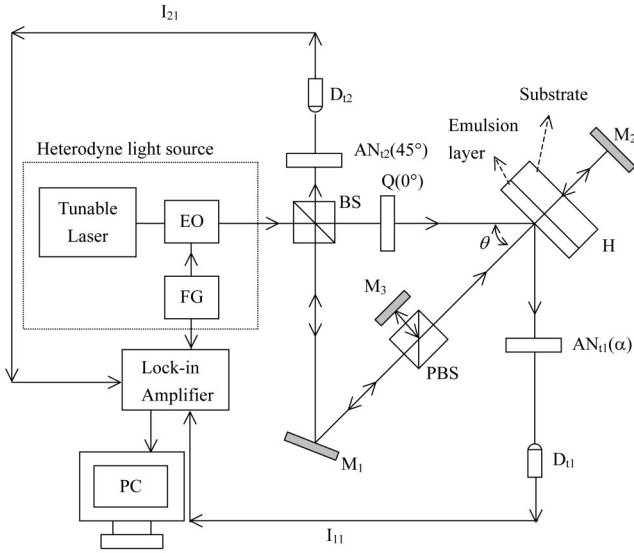 I21
Dt2
Substrate
M2
Emulsion
layer
Heterodyne light source
ANt2(45°)
Q(0°)
BS
Tunable
Laser
EO
θ
H
FG
M3
ANt1(α)
PBS
Lock-in
Amplifier
M1
Dt1
PC
I11